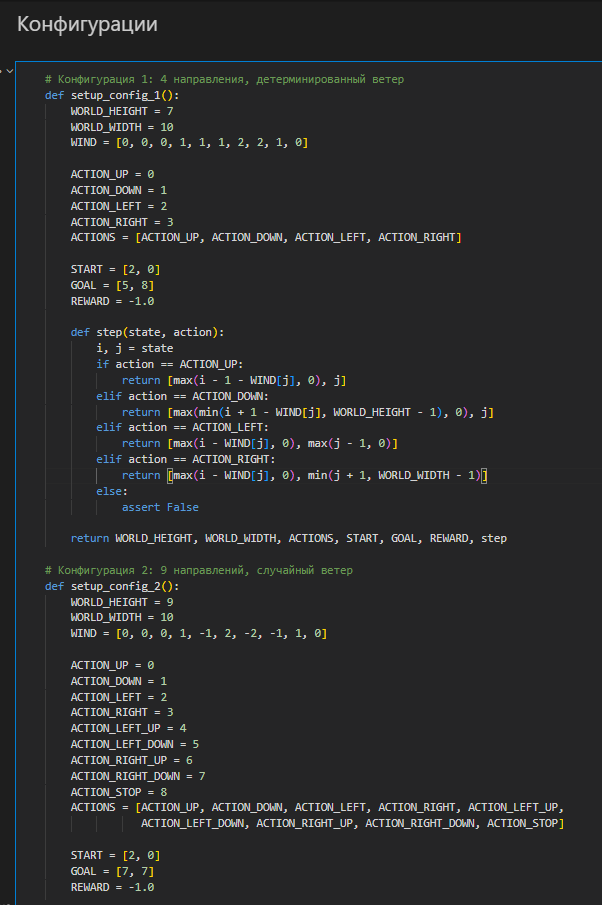 Конфигурации
# Конфигурация 1: 4 направления, детерминированный ветер
def setup_config_1():
    WORLD_HEIGHT = 7
    WORLD_WIDTH = 10
    WIND = [0, 0, 0, 1, 1, 1, 2, 2, 1, 0]

    ACTION_UP = 0
    ACTION_DOWN = 1
    ACTION_LEFT = 2
    ACTION_RIGHT = 3
    ACTIONS = [ACTION_UP, ACTION_DOWN, ACTION_LEFT, ACTION_RIGHT]

    START = [2, 0]
    GOAL = [5, 8]
    REWARD = -1.0

    def step(state, action):
        i, j = state
        if action == ACTION_UP:
            return [max(i - 1 - WIND[j], 0), j]
        elif action == ACTION_DOWN:
            return [max(min(i + 1 - WIND[j], WORLD_HEIGHT - 1), 0), j]
        elif action == ACTION_LEFT:
            return [max(i - WIND[j], 0), max(j - 1, 0)]
        elif action == ACTION_RIGHT:
            return [max(i - WIND[j], 0), min(j + 1, WORLD_WIDTH - 1)]
        else:
            assert False

    return WORLD_HEIGHT, WORLD_WIDTH, ACTIONS, START, GOAL, REWARD, step

# Конфигурация 2: 9 направлений, случайный ветер
def setup_config_2():
    WORLD_HEIGHT = 9
    WORLD_WIDTH = 10
    WIND = [0, 0, 0, 1, -1, 2, -2, -1, 1, 0]

    ACTION_UP = 0
    ACTION_DOWN = 1
    ACTION_LEFT = 2
    ACTION_RIGHT = 3
    ACTION_LEFT_UP = 4
    ACTION_LEFT_DOWN = 5
    ACTION_RIGHT_UP = 6
    ACTION_RIGHT_DOWN = 7
    ACTION_STOP = 8
    ACTIONS = [ACTION_UP, ACTION_DOWN, ACTION_LEFT, ACTION_RIGHT, ACTION_LEFT_UP,
               ACTION_LEFT_DOWN, ACTION_RIGHT_UP, ACTION_RIGHT_DOWN, ACTION_STOP]

    START = [2, 0]
    GOAL = [7, 7]
    REWARD = -1.0